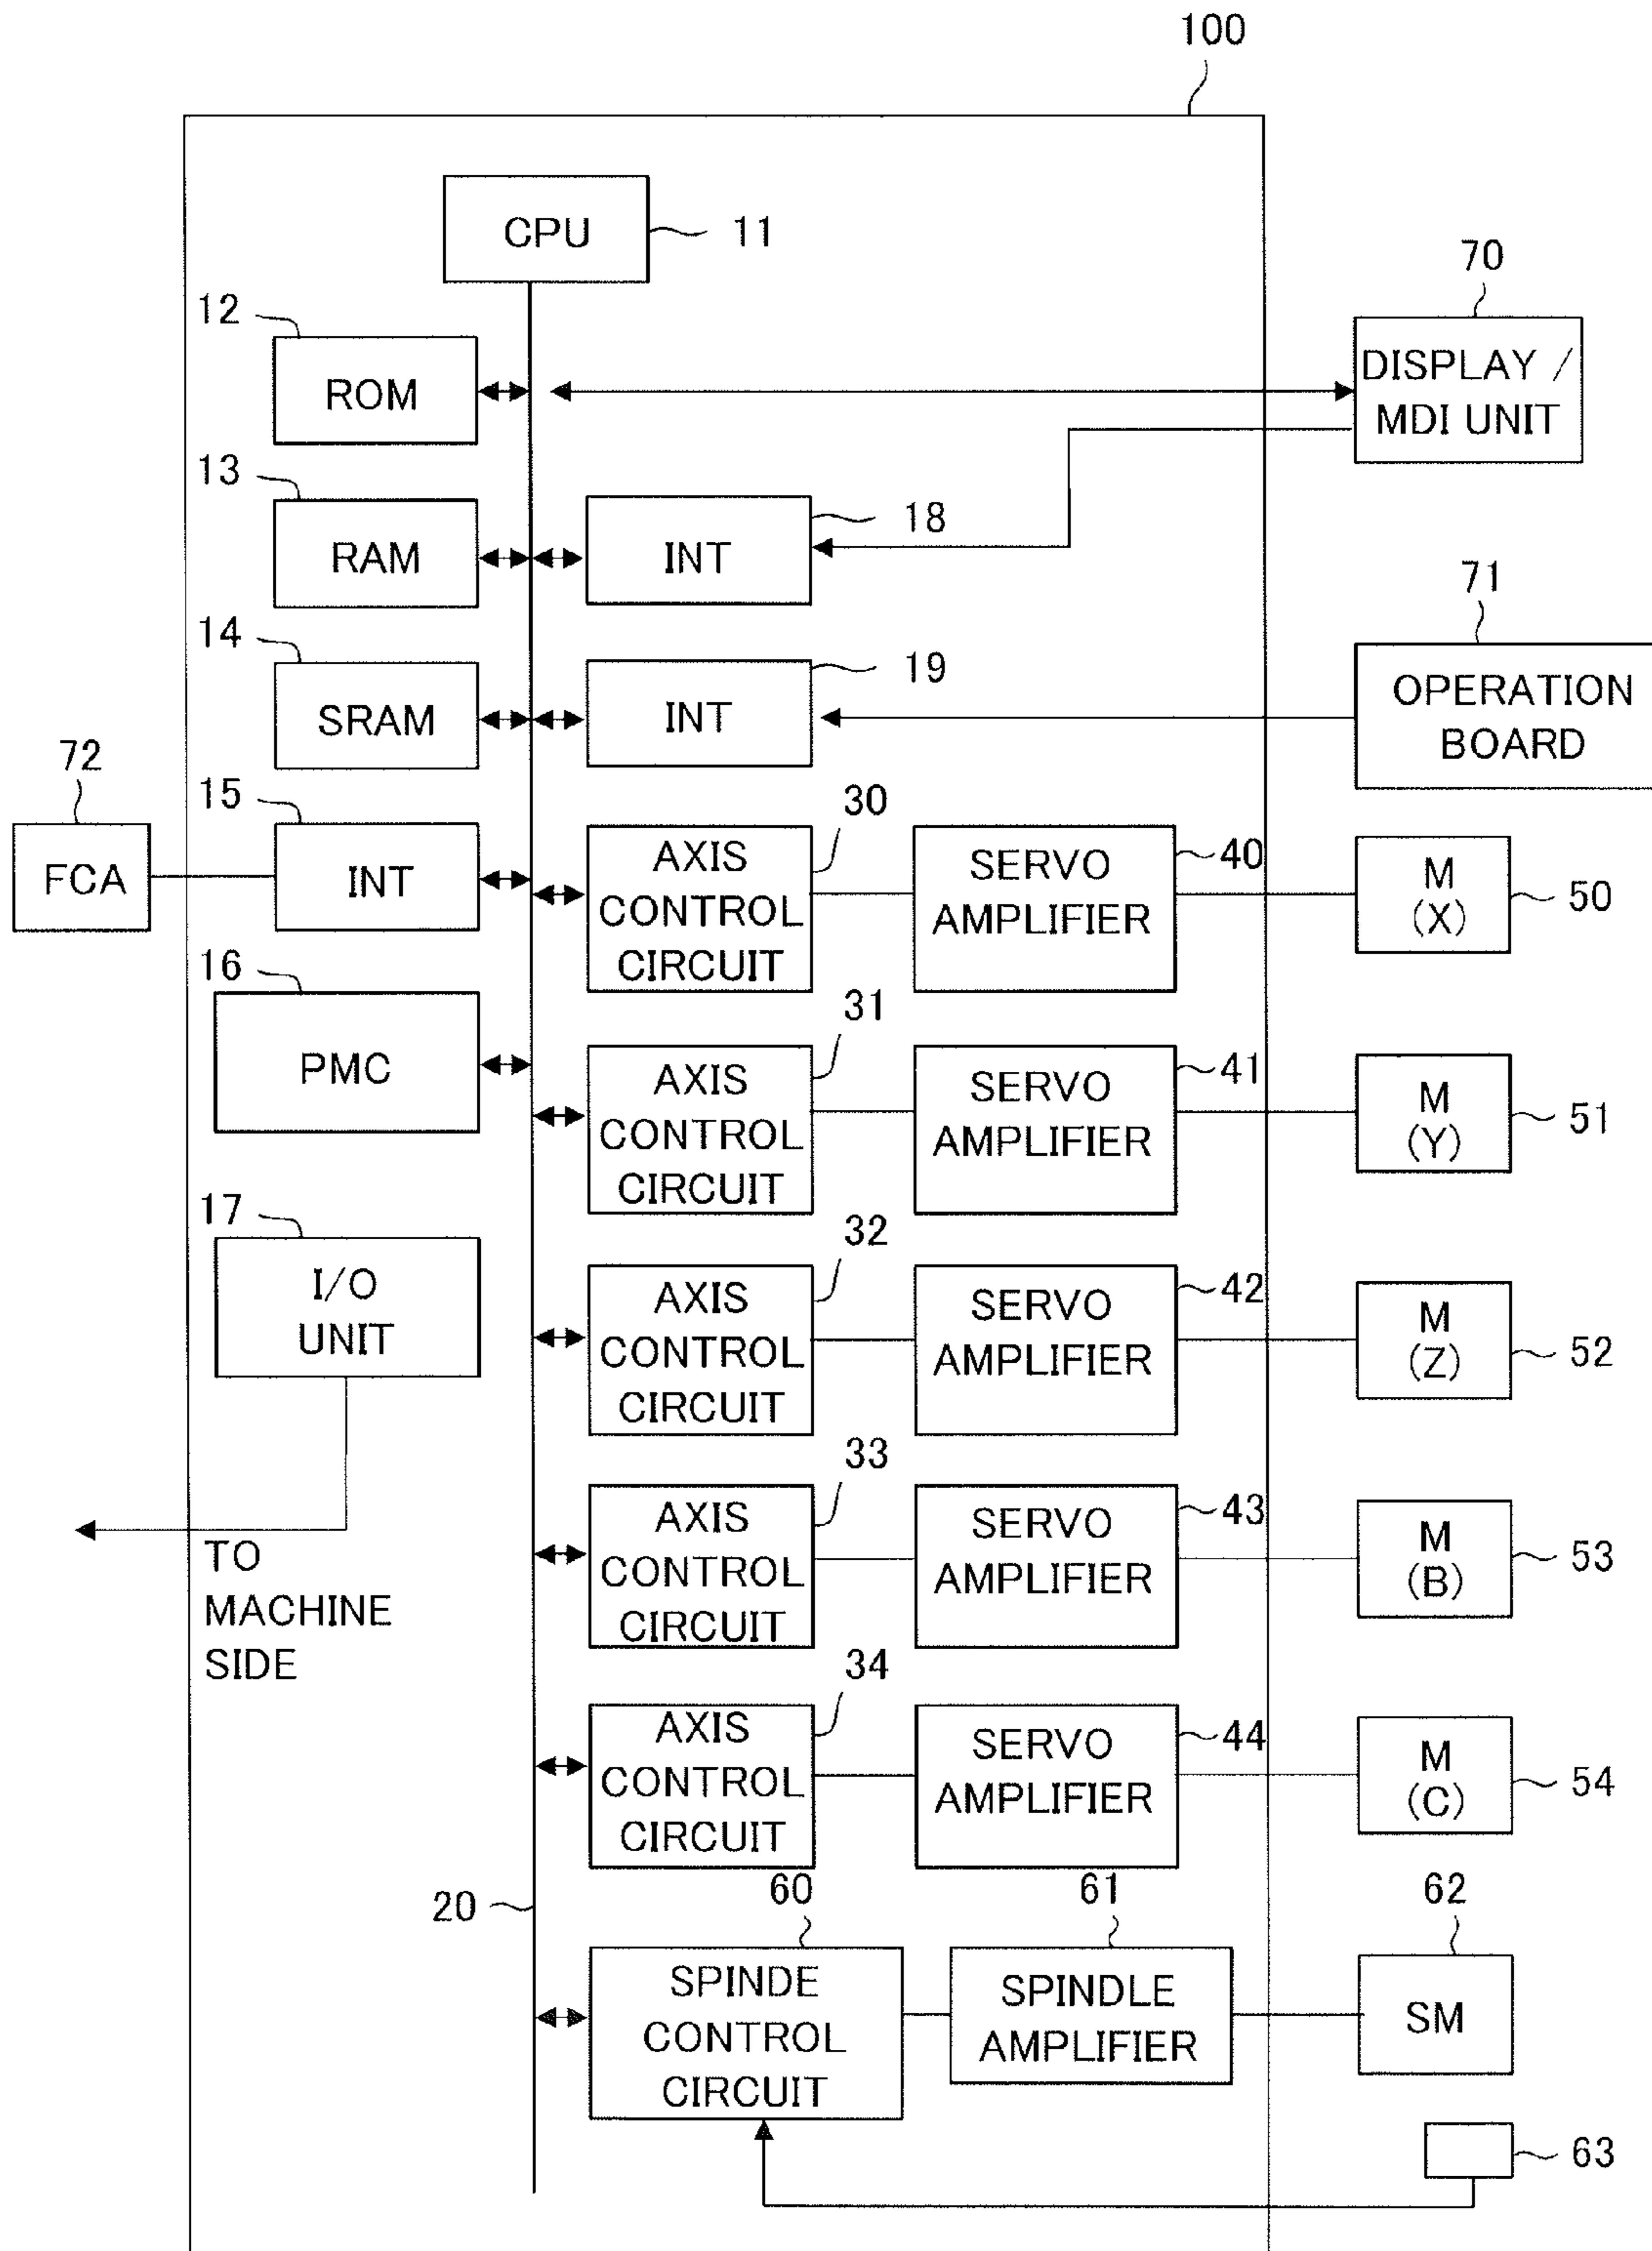 100
CPU
11
70
12
ROM
DISPLAY /
MDI UNIT
13
RAM
18
INT
71
14
SRAM
19
INT
OPERATION
BOARD
72
FCA
15
INT
30
AXIS
CONTROL
CIRCUIT
SERVO
AMPLIFIER
40
M
(X)
50
16
PMC
31
AXIS
CONTROL
CIRCUIT
SERVO
AMPLIFIER
41
M
(Y)
51
17
I/O
UNIT
32
AXIS
CONTROL
CIRCUIT
SERVO
AMPLIFIER
42
M
(Z)
52
TO
MACHINE
SIDE
33
AXIS
CONTROL
CIRCUIT
SERVO
AMPLIFIER
43
M
(B)
53
34
AXIS
CONTROL
CIRCUIT
SERVO
AMPLIFIER
44
M
(C)
54
20
60
SPINDE
CONTROL
CIRCUIT
61
SPINDLE
AMPLIFIER
62
SM
63